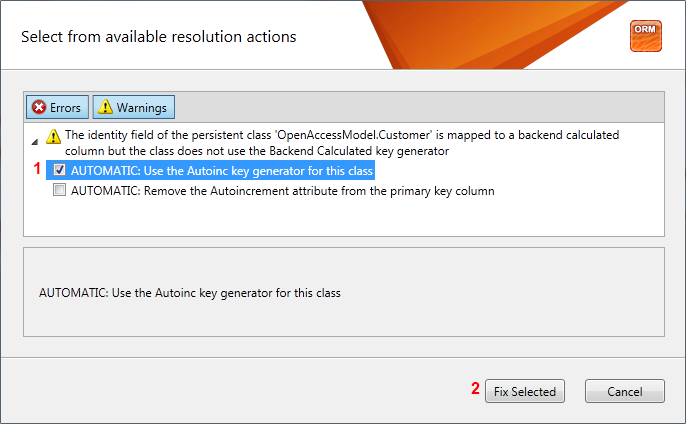 Select from available resolution actions
ORM
Errors
Warnings
The identity field of the persistent class 'OpenAccessModel.Customer' is mapped to a backend calculated
column but the class does not use the Backend Calculated key generator
1 AUTOMATIC: Use the Autoinc key generator for this class
AUTOMATIC: Remove the Autoincrement attribute from the primary key column
AUTOMATIC: Use the Autoinc key generator for this class
2 Fix Selected
Cancel